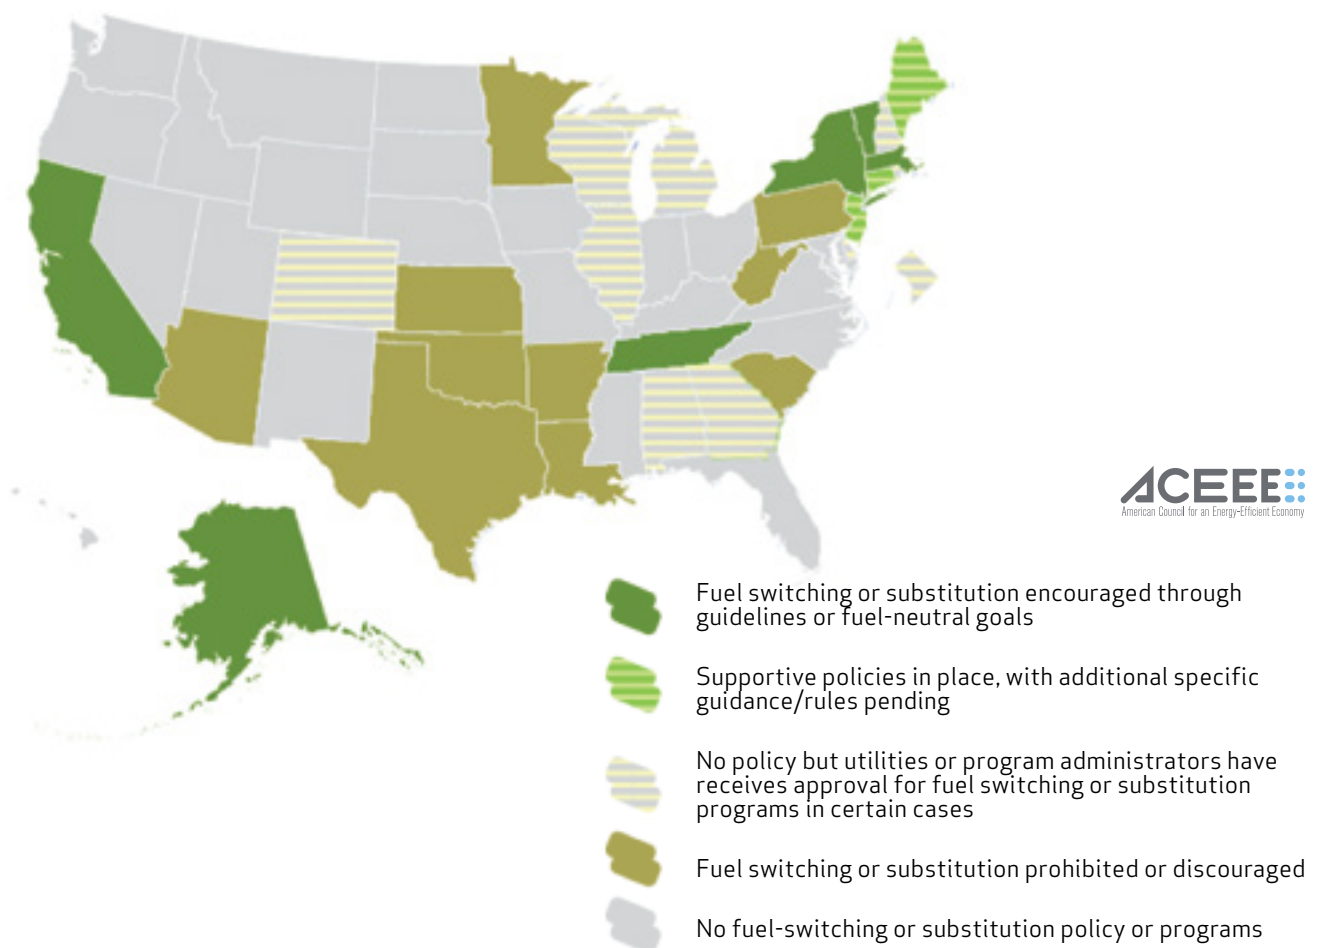 ACEEE
American Council for an Energy-Efficient Economy
Fuel switching or substitution encouraged through
guidelines or fuel-neutral goals
Supportive policies in place, with additional specific
guidance/rules pending
No policy but utilities or program administrators have
receives approval for fuel switching or substitution
programs in certain cases
Fuel switching or substitution prohibited or discouraged
No fuel-switching or substitution policy or programs